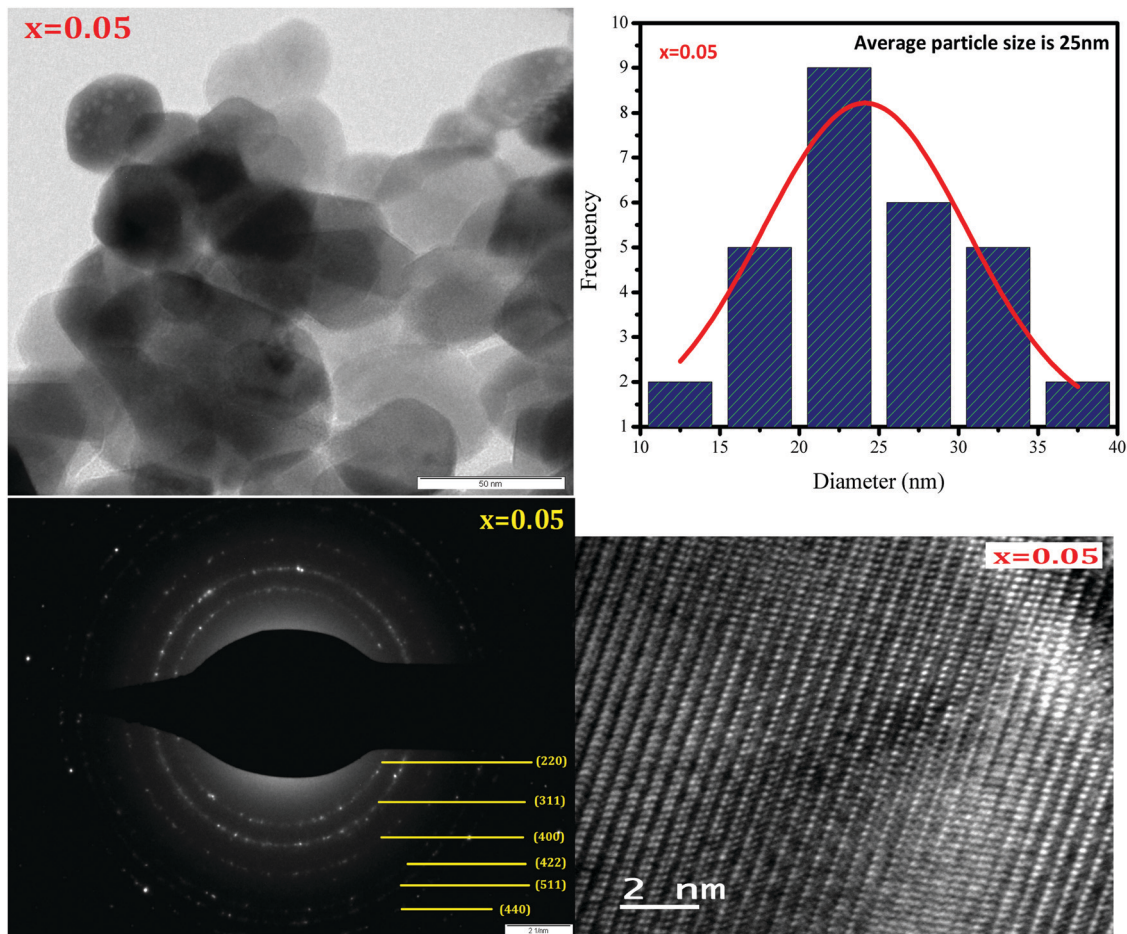 x=0.05
50 nm
x=0.05
Average particle size is 25nm
Frequency
10
9
8
7
6
5
4
3
2
1
10 15 20 25 30 35 40
Diameter (nm)
x=0.05
(220)
(311)
(400)
(422)
(511)
(440)
2 1/nm
x=0.05
2 nm